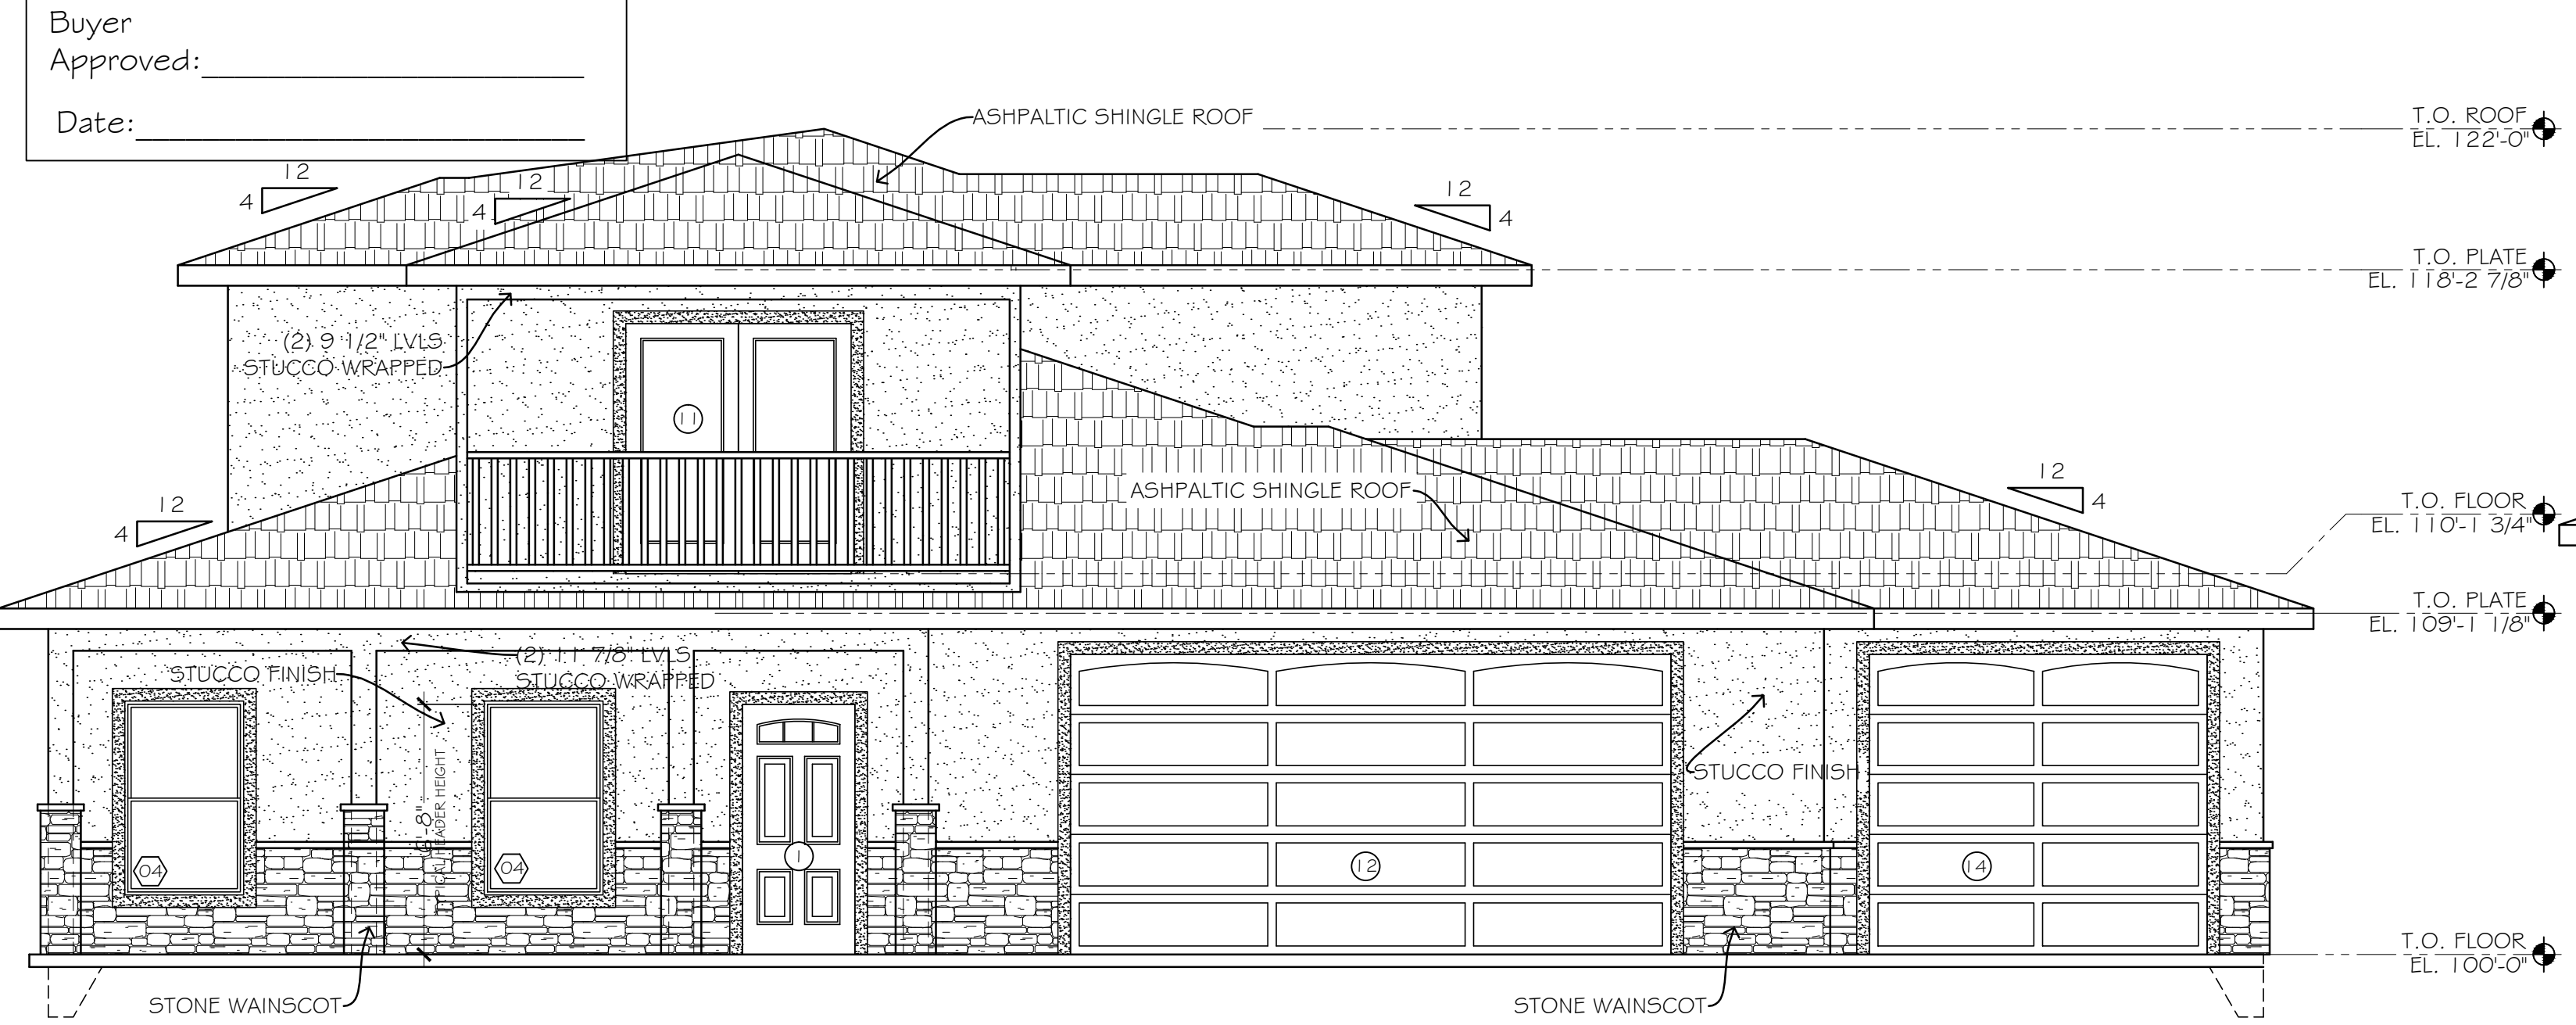 Buyer
Approved:
Date:
ASHPALTIC SHINGLE ROOF
T.O. ROOF
EL. 122'-0"
12
4
12
4
12
4
T.O. PLATE
EL. 118'-2 7/8"
(2) 9 1/2" LVLS
STUCCO WRAPPED
11
ASHPALTIC SHINGLE ROOF
12
4
12
4
T.O. FLOOR
EL. 110'-1 3/4"
T.O. PLATE
EL. 109'-1 1/8"
(2) 11 7/8" LVLS
STUCCO WRAPPED
STUCCO FINISH
STUCCO FINISH
6'-8"
TYPICAL HEADER HEIGHT
04
04
1
12
14
T.O. FLOOR
EL. 100'-0"
STONE WAINSCOT
STONE WAINSCOT